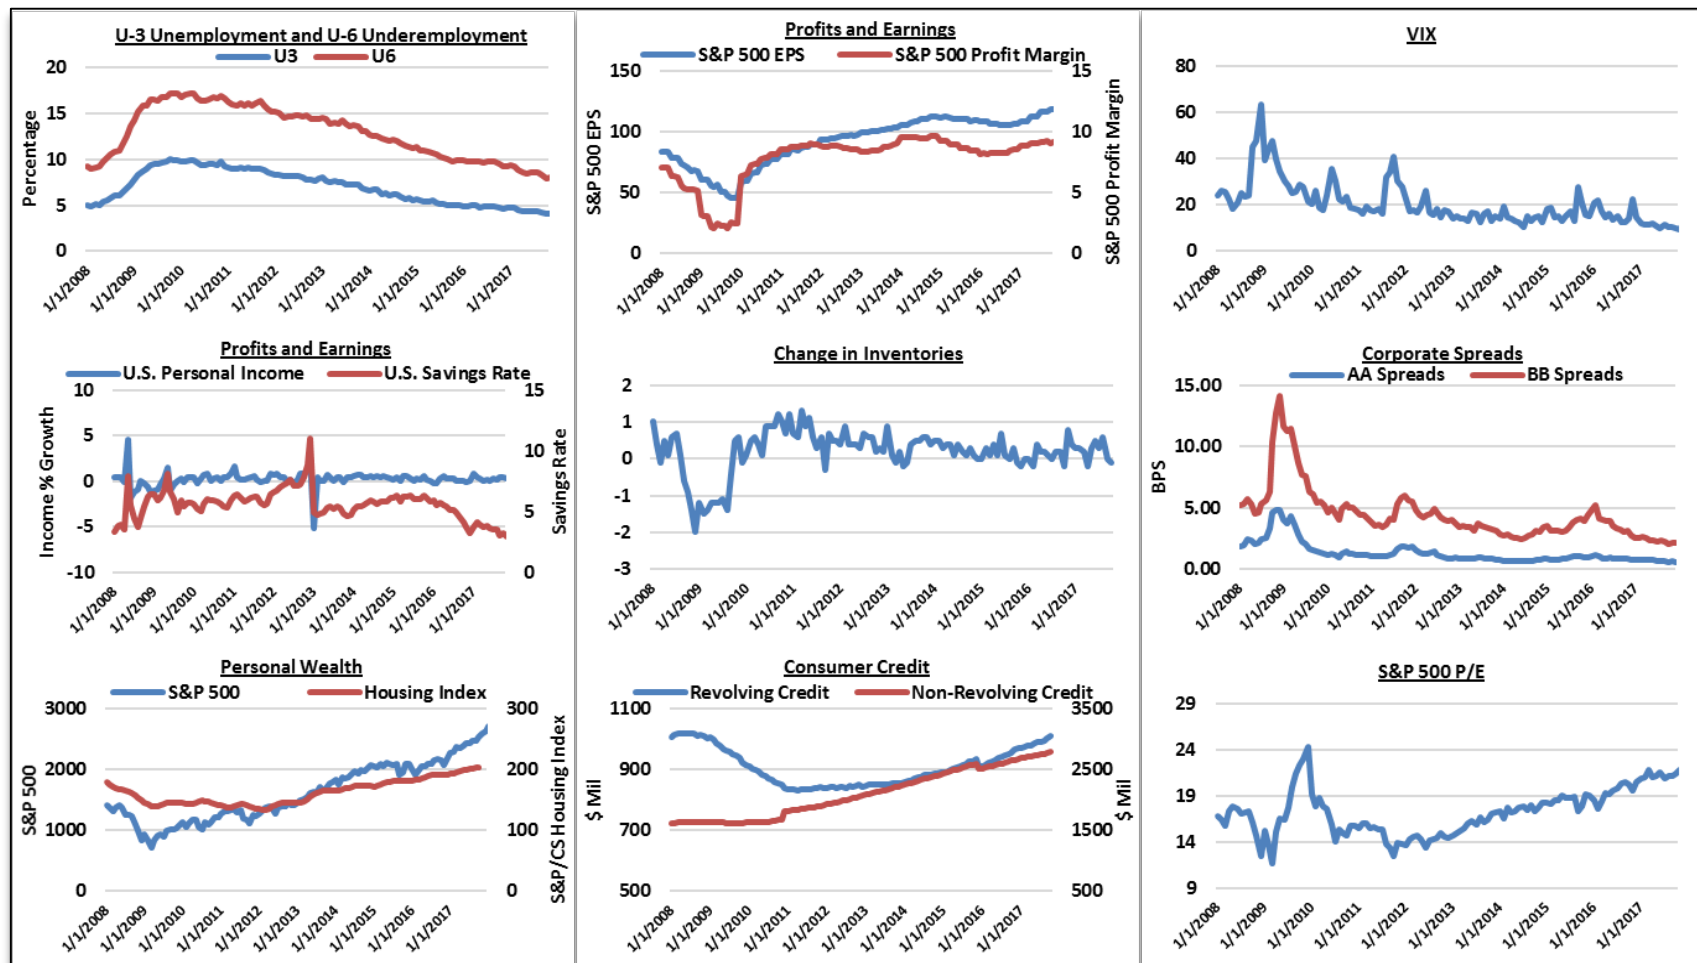 U-3 Unemployment and U-6 Underemployment
U3 U6
Percentage
20
15
10
5
0
1/1/2008 1/1/2009 1/1/2010 1/1/2011 1/1/2012 1/1/2013 1/1/2014 1/1/2015 1/1/2016 1/1/2017
Profits and Earnings
S&P 500 EPS S&P 500 Profit Margin
S&P 500 EPS
150
100
50
0
15
10
5
0
S&P 500 Profit Margin
1/1/2008 1/1/2009 1/1/2010 1/1/2011 1/1/2012 1/1/2013 1/1/2014 1/1/2015 1/1/2016 1/1/2017
VIX
80
60
40
20
0
1/1/2008 1/1/2009 1/1/2010 1/1/2011 1/1/2012 1/1/2013 1/1/2014 1/1/2015 1/1/2016 1/1/2017
Profits and Earnings
U.S. Personal Income U.S. Savings Rate
Income % Growth
10
5
0
-5
-10
15
10
5
0
Savings Rate
1/1/2008 1/1/2009 1/1/2010 1/1/2011 1/1/2012 1/1/2013 1/1/2014 1/1/2015 1/1/2016 1/1/2017
Change in Inventories
2
1
0
-1
-2
-3
1/1/2008 1/1/2009 1/1/2010 1/1/2011 1/1/2012 1/1/2013 1/1/2014 1/1/2015 1/1/2016 1/1/2017
Corporate Spreads
AA Spreads BB Spreads
BPS
15.00
10.00
5.00
0.00
1/1/2008 1/1/2009 1/1/2010 1/1/2011 1/1/2012 1/1/2013 1/1/2014 1/1/2015 1/1/2016 1/1/2017
Personal Wealth
S&P 500 Housing Index
S&P 500
3000
2000
1000
0
300
200
100
0
S&P/CS Housing Index
1/1/2008 1/1/2009 1/1/2010 1/1/2011 1/1/2012 1/1/2013 1/1/2014 1/1/2015 1/1/2016 1/1/2017
Consumer Credit
Revolving Credit Non-Revolving Credit
$ Mil
1100
900
700
500
3500
2500
1500
500
$ Mil
1/1/2008 1/1/2009 1/1/2010 1/1/2011 1/1/2012 1/1/2013 1/1/2014 1/1/2015 1/1/2016 1/1/2017
S&P 500 P/E
29
24
19
14
9
1/1/2008 1/1/2009 1/1/2010 1/1/2011 1/1/2012 1/1/2013 1/1/2014 1/1/2015 1/1/2016 1/1/2017